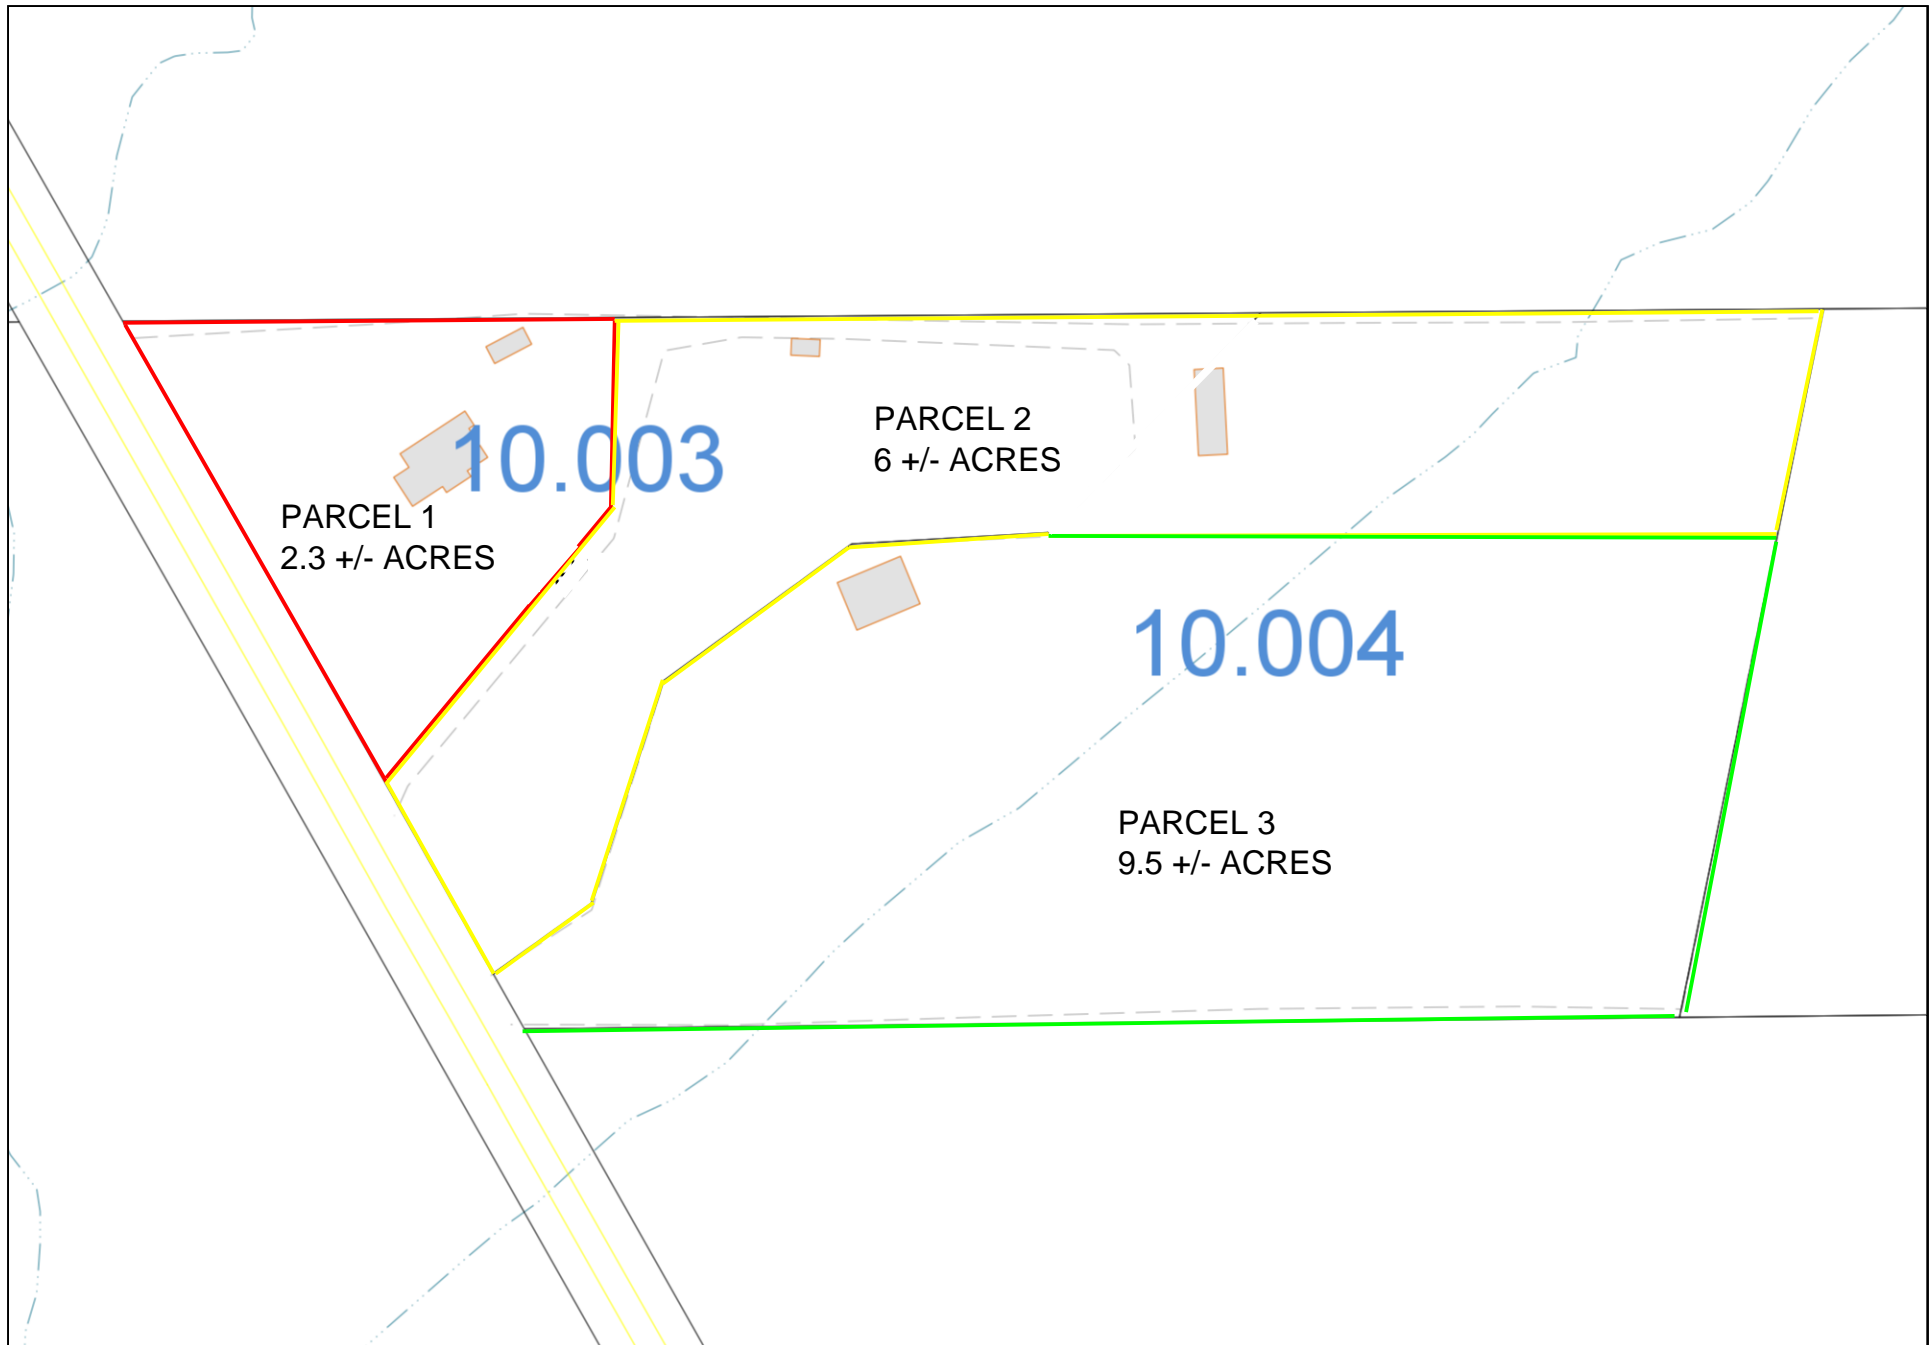 10.003
PARCEL 2
6 +/- ACRES
PARCEL 1
2.3 +/- ACRES
10.004
PARCEL 3
9.5 +/- ACRES